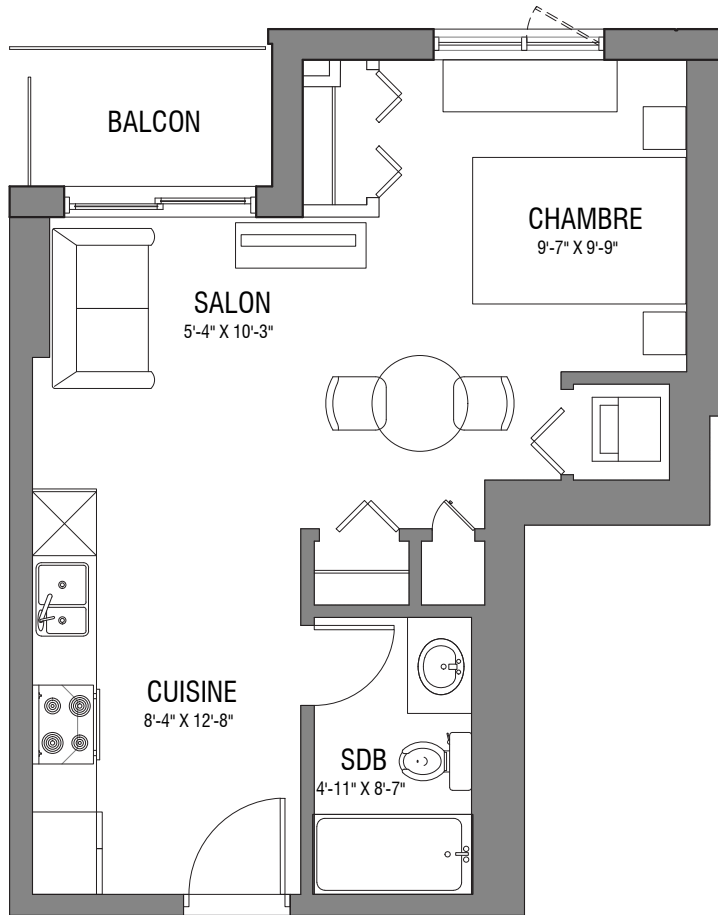 BALCON
CHAMBRE
9'-7" X 9'-9"
SALON
5'-4" X 10'-3"
CUISINE
8'-4" X 12'-8"
SDB
4'-11" X 8'-7"